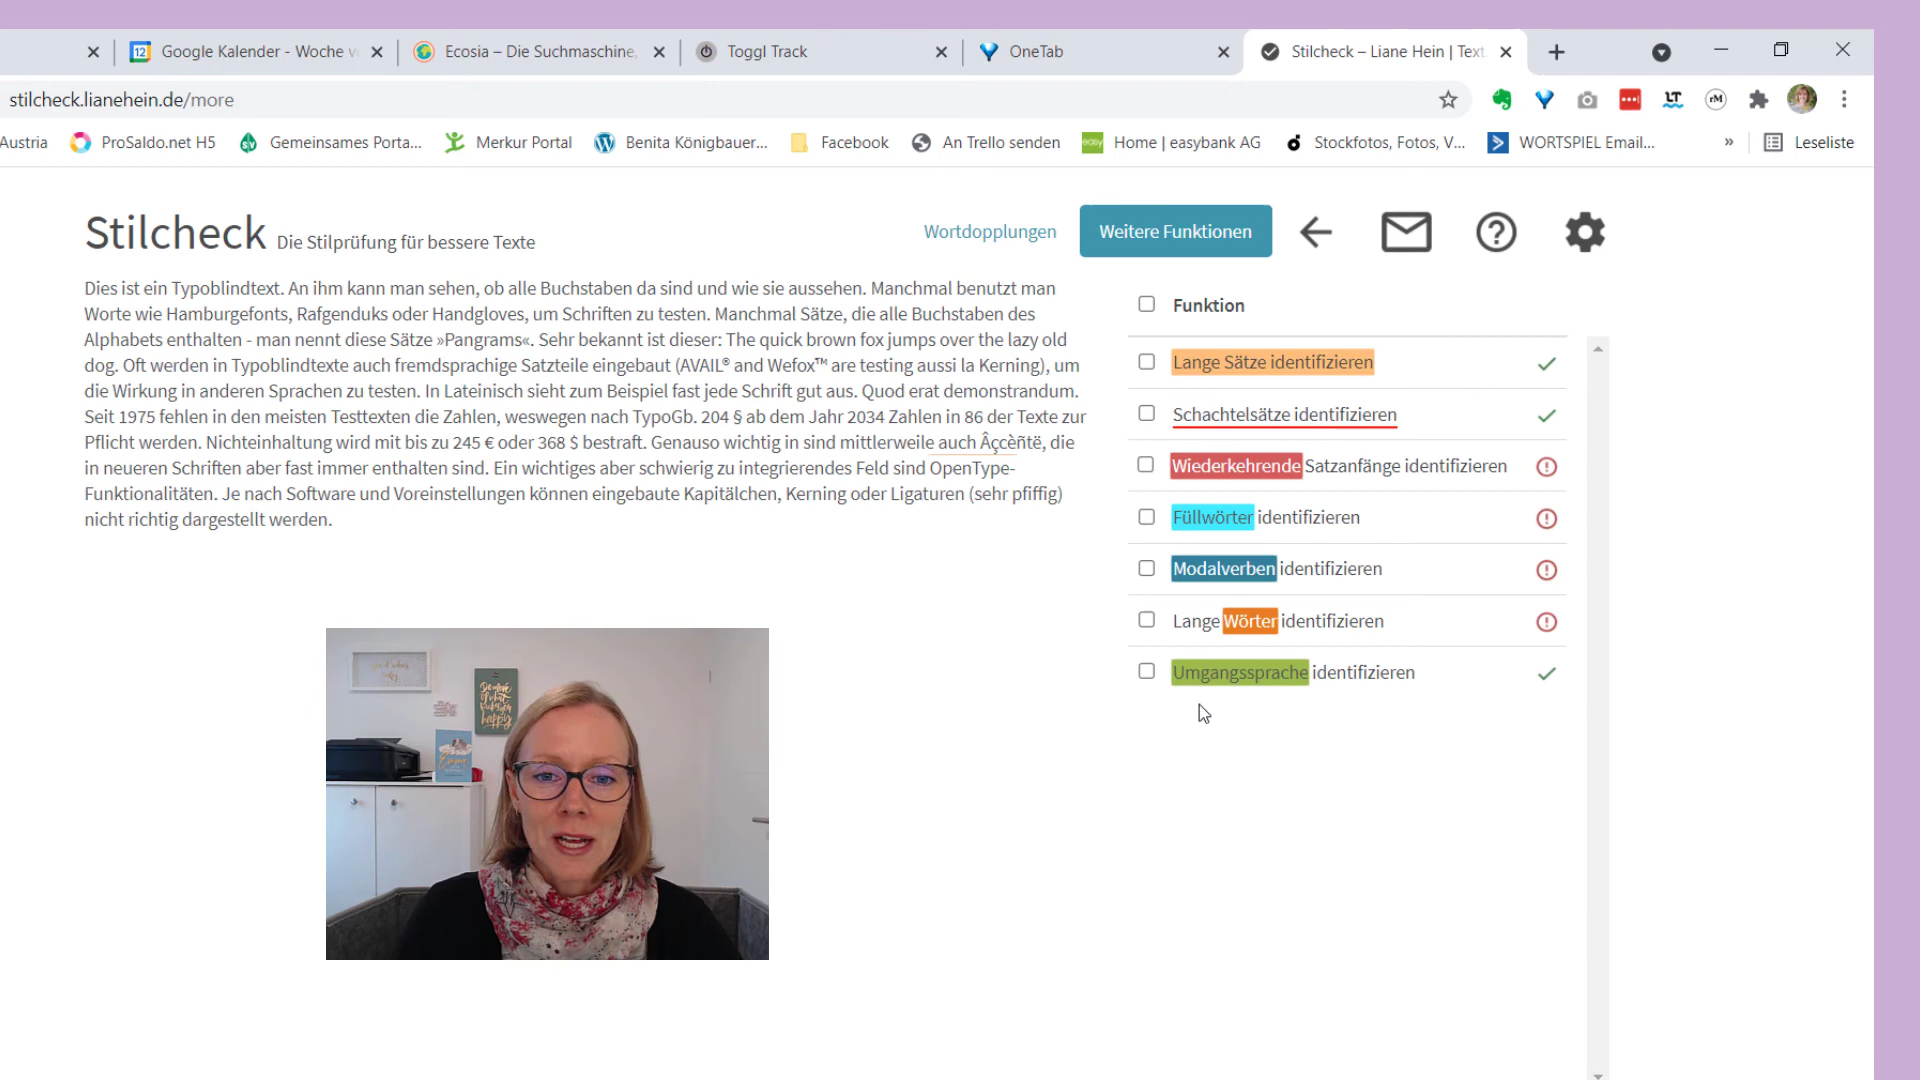 Google Kalender - Woche v
Ecosia – Die Suchmaschine,
Toggl Track
OneTab
Stilcheck – Liane Hein | Text
stilcheck.lianehein.de/more
LT
rM
Austria
ProSaldo.net H5
Gemeinsames Porta...
Merkur Portal
Benita Königbauer...
Facebook
An Trello senden
easy
Home | easybank AG
Stockfotos, Fotos, V...
WORTSPIEL Email...
»
Leseliste
Stilcheck Die Stilprüfung für bessere Texte
Wortdopplungen
Weitere Funktionen
Dies ist ein Typoblindtext. An ihm kann man sehen, ob alle Buchstaben da sind und wie sie aussehen. Manchmal benutzt man
Worte wie Hamburgefonts, Rafgenduks oder Handgloves, um Schriften zu testen. Manchmal Sätze, die alle Buchstaben des
Alphabets enthalten - man nennt diese Sätze »Pangrams«. Sehr bekannt ist dieser: The quick brown fox jumps over the lazy old
dog. Oft werden in Typoblindtexte auch fremdsprachige Satzteile eingebaut (AVAIL® and Wefox™ are testing aussi la Kerning), um
die Wirkung in anderen Sprachen zu testen. In Lateinisch sieht zum Beispiel fast jede Schrift gut aus. Quod erat demonstrandum.
Seit 1975 fehlen in den meisten Testtexten die Zahlen, weswegen nach TypoGb. 204 § ab dem Jahr 2034 Zahlen in 86 der Texte zur
Pflicht werden. Nichteinhaltung wird mit bis zu 245 € oder 368 $ bestraft. Genauso wichtig in sind mittlerweile auch Âçcèñtë, die
in neueren Schriften aber fast immer enthalten sind. Ein wichtiges aber schwierig zu integrierendes Feld sind OpenType-
Funktionalitäten. Je nach Software und Voreinstellungen können eingebaute Kapitälchen, Kerning oder Ligaturen (sehr pfiffig)
nicht richtig dargestellt werden.
Funktion
Lange Sätze identifizieren
Schachtelsätze identifizieren
Wiederkehrende Satzanfänge identifizieren
Füllwörter identifizieren
Modalverben identifizieren
Lange Wörter identifizieren
Umgangssprache identifizieren
Do more
of what
makes you
happy